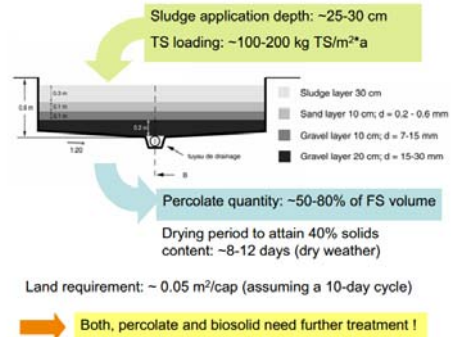 Sludge application depth: ~25-30 cm
TS loading: ~100-200 kg TS/m²*a
0.6 m
0.3 m
0.1 m
0.1 m
0.2 m
1:20
tuyau de drainage
B
Sludge layer 30 cm
Sand layer 10 cm; d = 0.2 - 0.6 mm
Gravel layer 10 cm; d = 7-15 mm
Gravel layer 20 cm; d = 15-30 mm
Percolate quantity: ~50-80% of FS volume
Drying period to attain 40% solids
content: ~8-12 days (dry weather)
Land requirement: ~ 0.05 m²/cap (assuming a 10-day cycle)
Both, percolate and biosolid need further treatment !